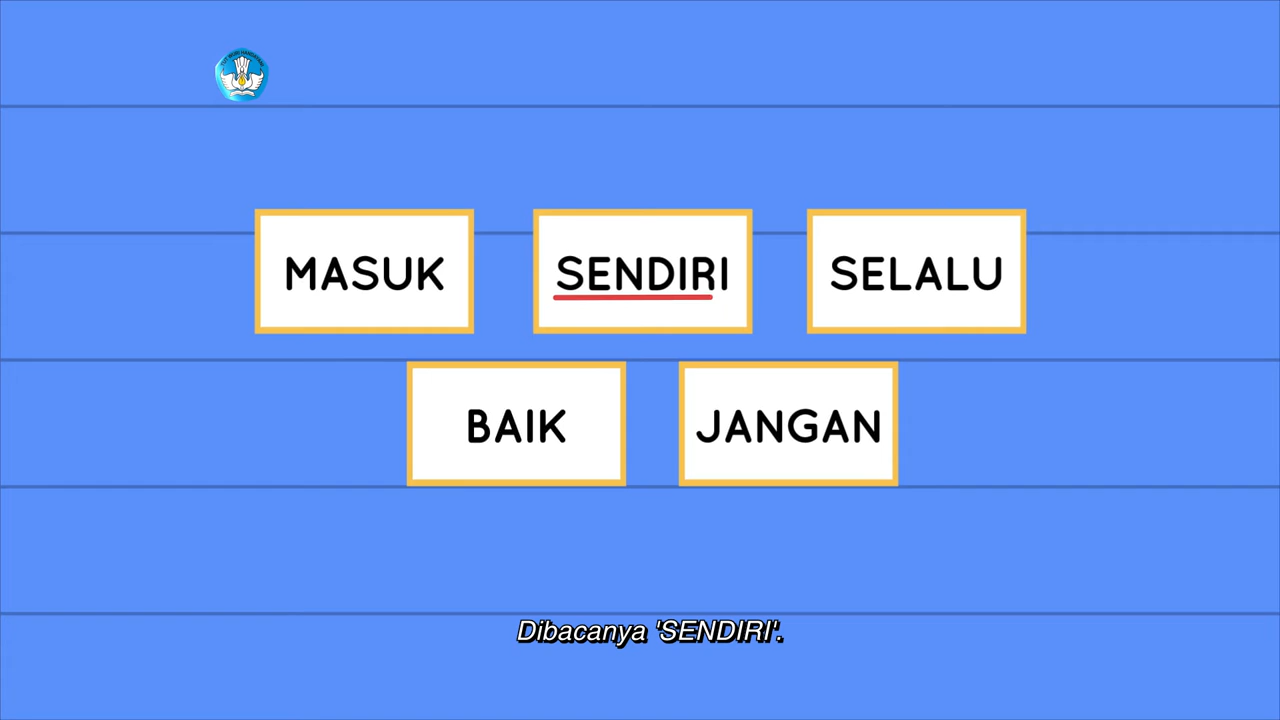 MASUK
SENDIRI
SELALU
BAIK
JANGAN
Dibacanya 'SENDIRI'.